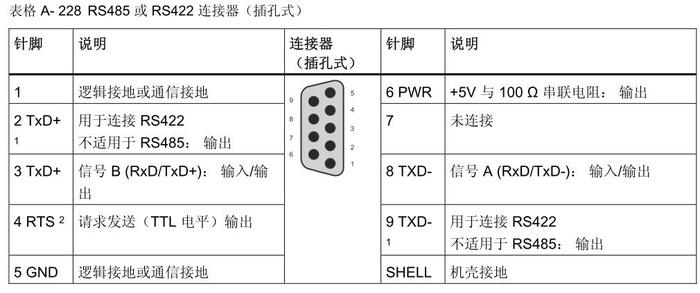 表格 A- 228 RS485 或 RS422 连接器（插孔式）
针脚 说明 连接器 针脚 说明
（插孔式）
1 逻辑接地或通信接地 6 PWR +5V 与 100 Ω 串联电阻： 输出
2 TxD+ 用于连接 RS422 7 未连接
1 不适用于 RS485： 输出
3 TxD+ 信号 B (RxD/TxD+)： 输入/输 8 TXD- 信号 A (RxD/TxD-)： 输入/输出
出
4 RTS 2 请求发送（TTL 电平）输出 9 TXD- 用于连接 RS422
1 不适用于 RS485： 输出
5 GND 逻辑接地或通信接地 SHELL 机壳接地
5
9
4
8
3
7
2
6
1